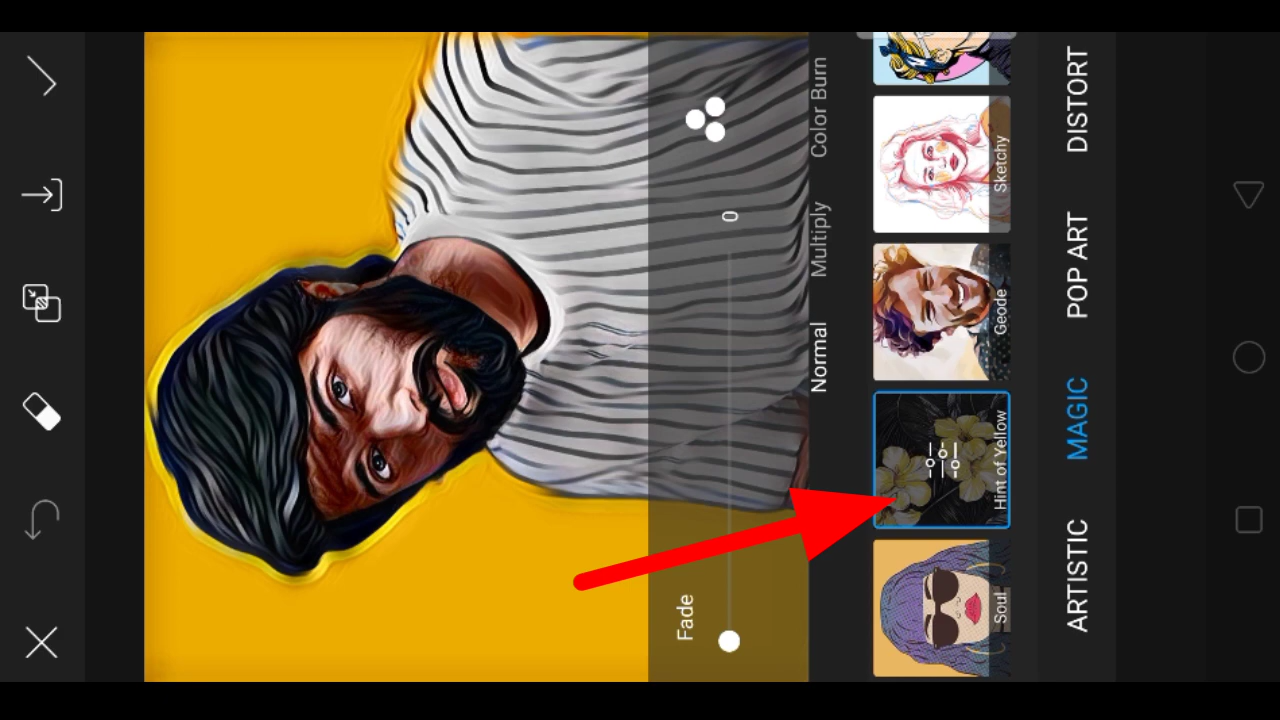 Fade
0
Normal Multiply Color Burn
Soul Hint of Yellow Geode Sketchy
ARTISTIC MAGIC POP ART DISTORT